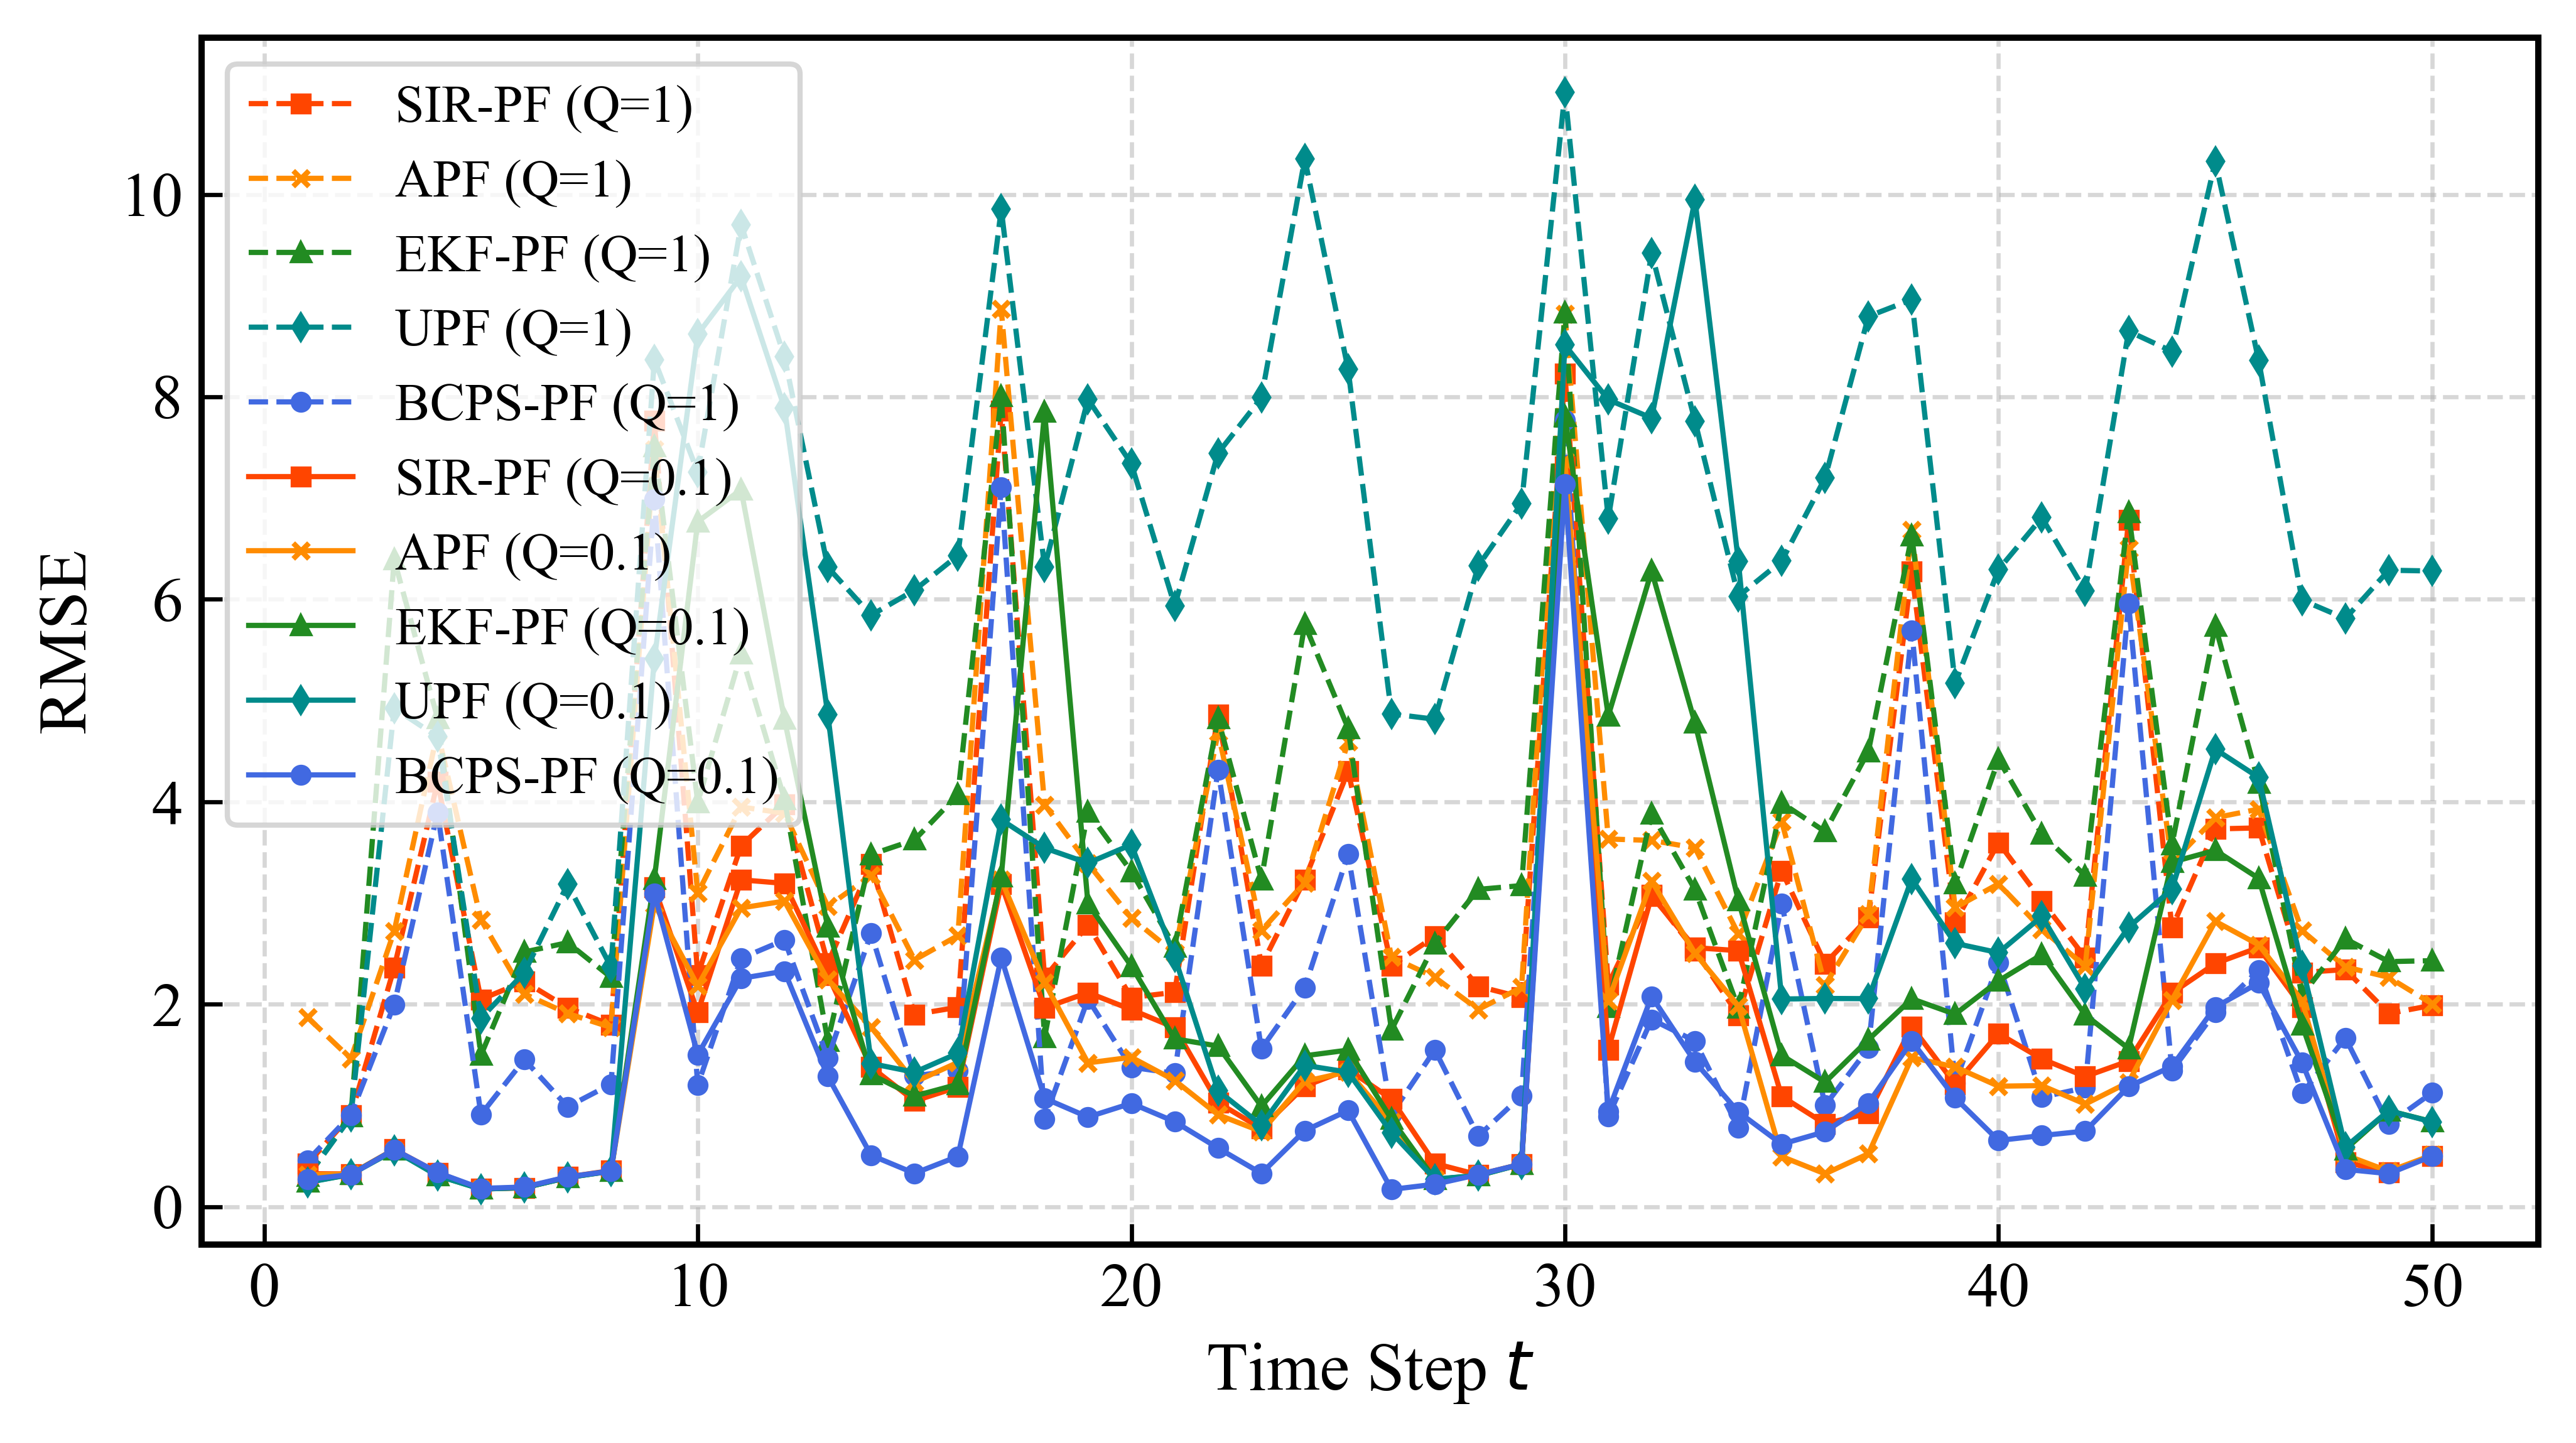 SIR-PF (Q=1)
APF (Q=1)
EKF-PF (Q=1)
UPF (Q=1)
BCPS-PF (Q=1)
SIR-PF (Q=0.1)
APF (Q=0.1)
EKF-PF (Q=0.1)
UPF (Q=0.1)
BCPS-PF (Q=0.1)
RMSE
10
8
6
4
2
0
0 10 20 30 40 50
Time Step t